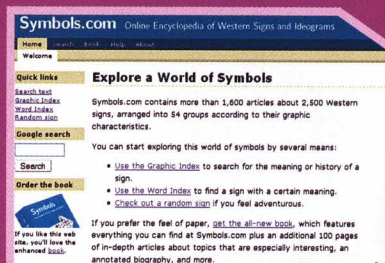 Symbols.com Online Encyclopedia of Western Signs and Ideograms
Home Search Book Help About
Welcome
Quick links
Search text
Graphic Index
Word Index
Random sign
Google search
Search
Order the book
Symbols
If you like this web
site, you'll love the
enhanced book.
Explore a World of Symbols
Symbols.com contains more than 1,600 articles about 2,500 Western
signs, arranged into 54 groups according to their graphic
characteristics.
You can start exploring this world of symbols by several means:
• Use the Graphic Index to search for the meaning or history of a
sign.
• Use the Word Index to find a sign with a certain meaning.
• Check out a random sign if you feel adventurous.
If you prefer the feel of paper, get the all-new book, which features
everything you can find at Symbols.com plus an additional 100 pages
of in-depth articles about topics that are especially interesting, an
annotated biography, and more.